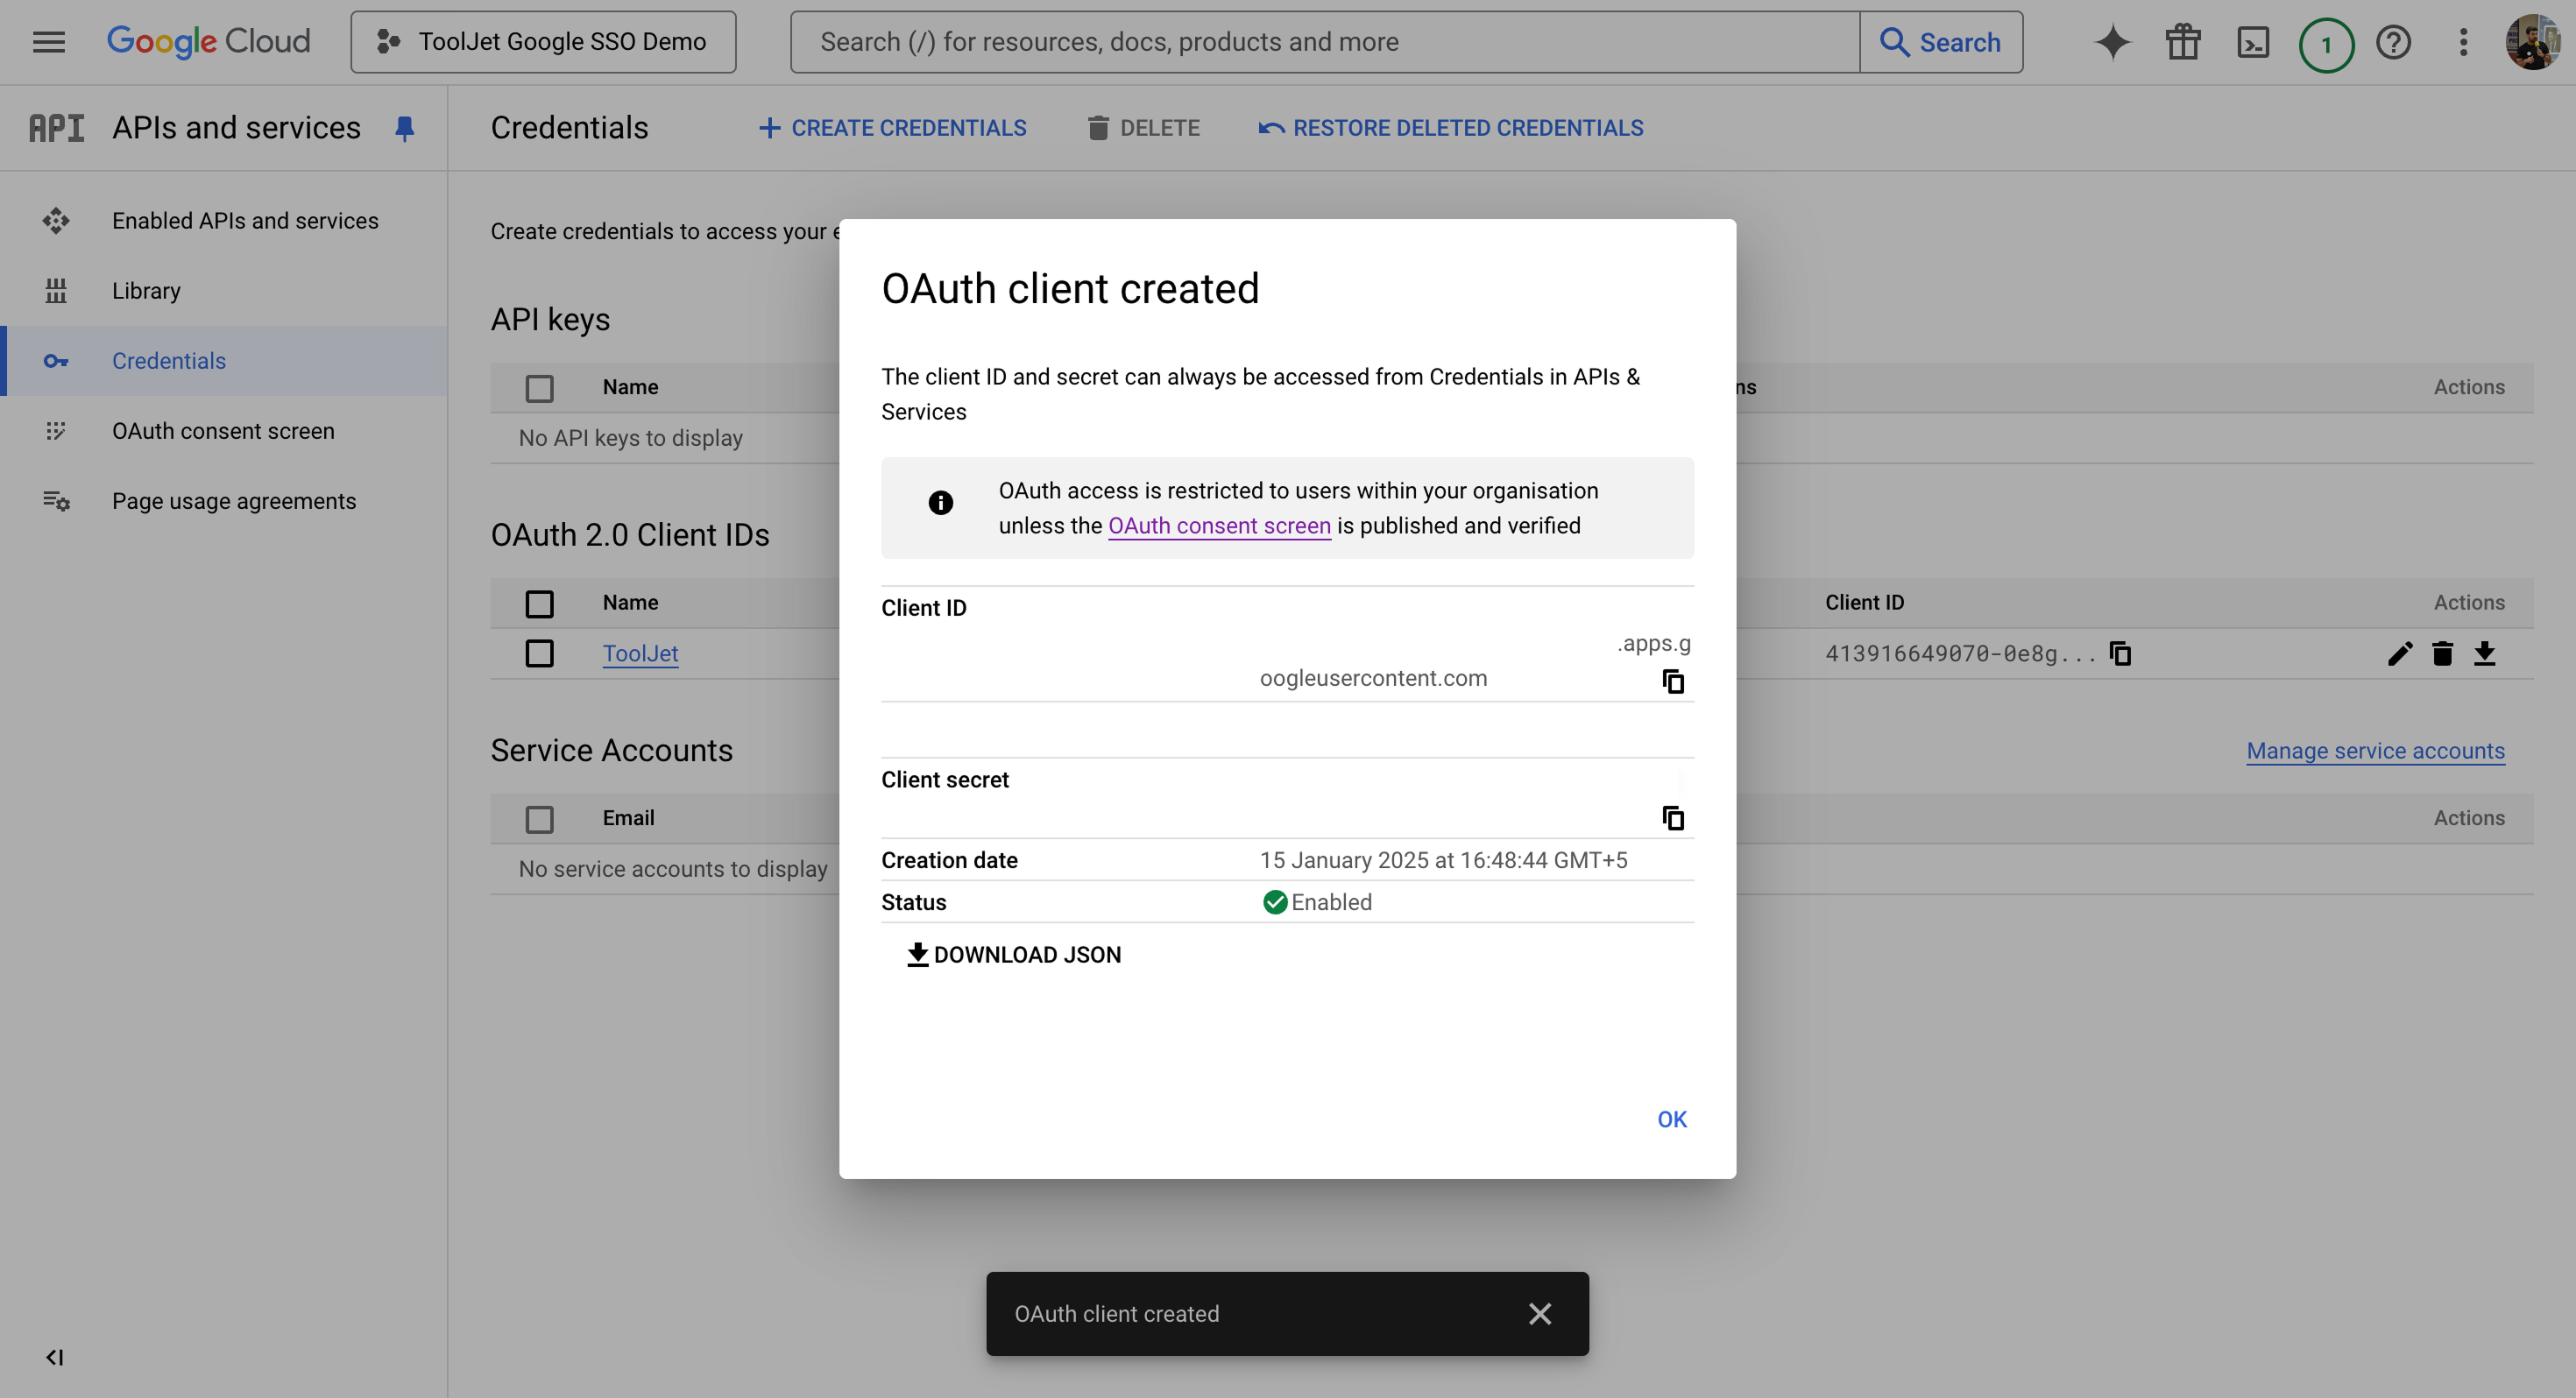 Google Cloud
ToolJet Google SSO Demo
Search (/) for resources, docs, products and more
Search
1
API
APIs and services
Credentials
CREATE CREDENTIALS
DELETE
RESTORE DELETED CREDENTIALS
Enabled APIs and services
Library
Credentials
OAuth consent screen
Page usage agreements
Create credentials to access your e
API keys
Name
ns
Actions
No API keys to display
OAuth 2.0 Client IDs
Name
Client ID
Actions
ToolJet
413916649070-0e8g...
Service Accounts
Manage service accounts
Email
Actions
No service accounts to display
OAuth client created
The client ID and secret can always be accessed from Credentials in APIs &
Services
OAuth access is restricted to users within your organisation
unless the OAuth consent screen is published and verified
Client ID
.apps.g
oogleusercontent.com
Client secret
Creation date
15 January 2025 at 16:48:44 GMT+5
Status
Enabled
DOWNLOAD JSON
OK
OAuth client created